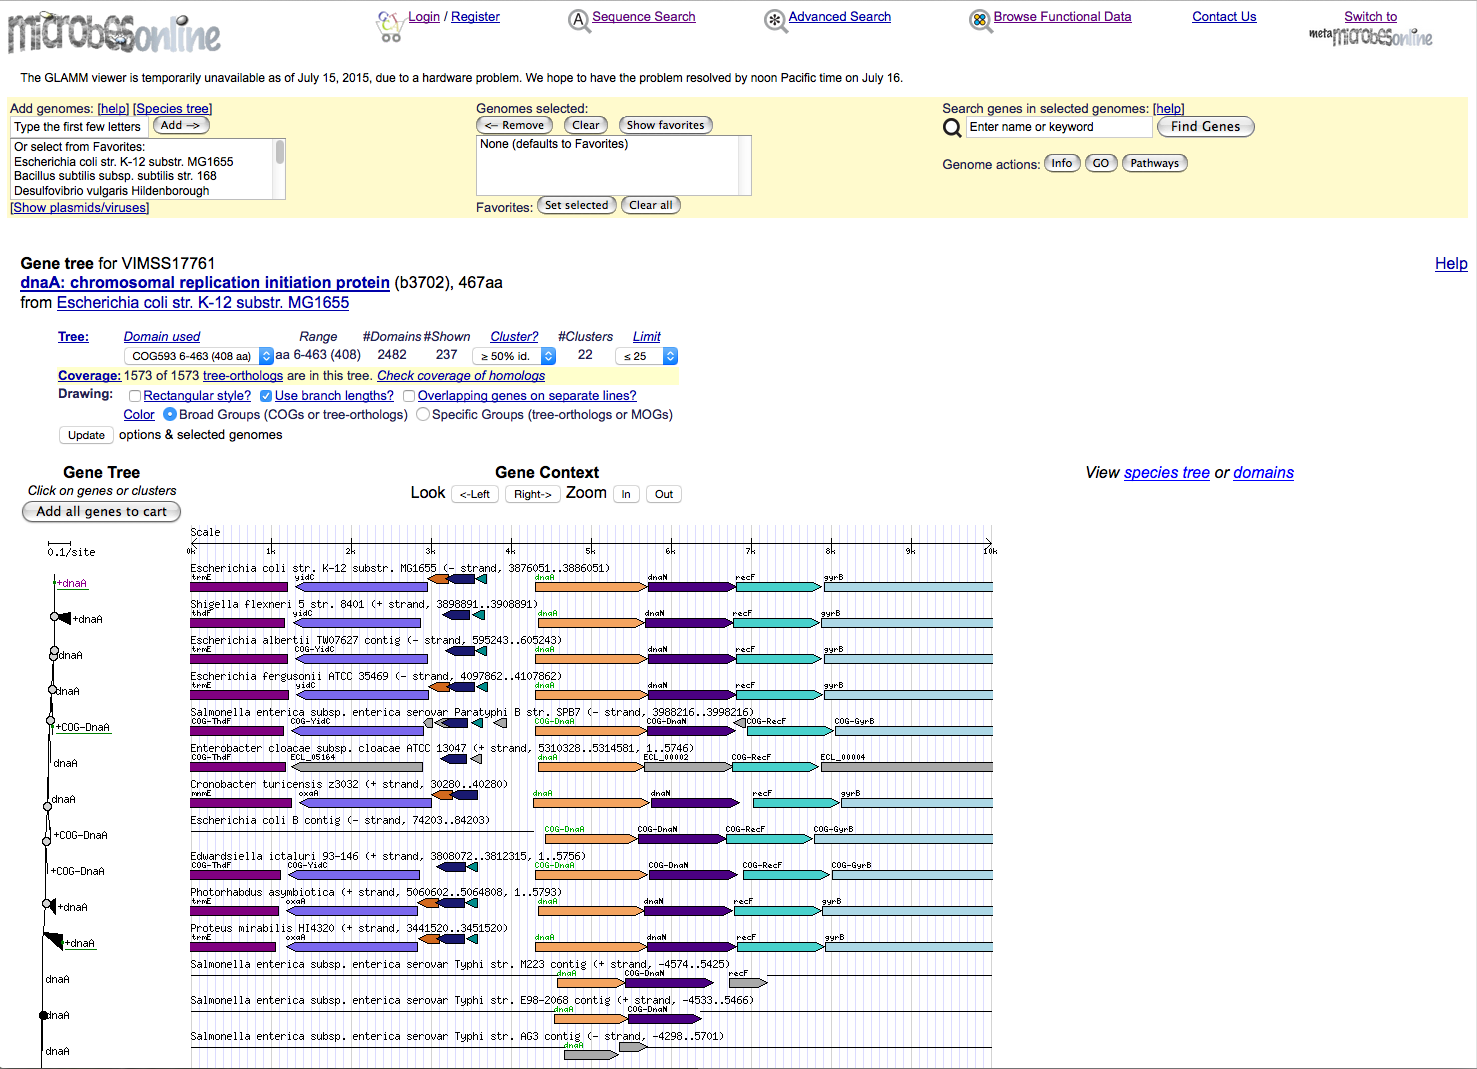 microbesonline
Login / Register
Sequence Search
Advanced Search
Browse Functional Data
Contact Us
Switch to
metamicrobesonline
The GLAMM viewer is temporarily unavailable as of July 15, 2015, due to a hardware problem. We hope to have the problem resolved by noon Pacific time on July 16.
Add genomes: [help] [Species tree]
Type the first few letters Add -->
Or select from Favorites:
Escherichia coli str. K-12 substr. MG1655
Bacillus subtilis subsp. subtilis str. 168
Desulfovibrio vulgaris Hildenborough
[Show plasmids/viruses]
Genomes selected:
<-- Remove Clear Show favorites
None (defaults to Favorites)
Favorites: Set selected Clear all
Search genes in selected genomes: [help]
Enter name or keyword Find Genes
Genome actions: Info GO Pathways
Gene tree for VIMSS17761
Help
dnaA: chromosomal replication initiation protein (b3702), 467aa
from Escherichia coli str. K-12 substr. MG1655
Tree: Domain used Range #Domains #Shown Cluster? #Clusters Limit
COG593 6-463 (408 aa) aa 6-463 (408) 2482 237 ≥ 50% id. 22 ≤ 25
Coverage: 1573 of 1573 tree-orthologs are in this tree. Check coverage of homologs
Drawing: Rectangular style? Use branch lengths? Overlapping genes on separate lines?
Color Broad Groups (COGs or tree-orthologs) Specific Groups (tree-orthologs or MOGs)
Update options & selected genomes
Gene Tree
Click on genes or clusters
Add all genes to cart
Gene Context
Look <-Left Right-> Zoom In Out
View species tree or domains
Scale
0.1/site
0k 1k 2k 3k 4k 5k 6k 7k 8k 9k 10k
Escherichia coli str. K-12 substr. MG1655 (- strand, 3876051..3886051)
+dnaA
trmE yidC dnaA dnaN recF gyrB
Shigella flexneri 5 str. 8401 (+ strand, 3898891..3908891)
+dnaA
thdF yidC dnaA dnaN recF gyrB
Escherichia albertii TW07627 contig (- strand, 595243..605243)
dnaA
trmE COG-YidC dnaA dnaN recF gyrB
Escherichia fergusonii ATCC 35469 (- strand, 4097862..4107862)
dnaA
trmE yidC dnaA dnaN recF gyrB
Salmonella enterica subsp. enterica serovar Paratyphi B str. SPB7 (- strand, 3988216..3998216)
+COG-DnaA
COG-ThdF COG-YidC COG-DnaA COG-DnaN COG-RecF COG-GyrB
Enterobacter cloacae subsp. cloacae ATCC 13047 (+ strand, 5310328..5314581, 1..5746)
dnaA
COG-ThdF ECL_05164 dnaA ECL_00002 COG-RecF ECL_00004
Cronobacter turicensis z3032 (+ strand, 30280..40280)
dnaA
mnmE oxaA dnaA dnaN recF gyrB
Escherichia coli B contig (- strand, 74203..84203)
+COG-DnaA
COG-DnaA COG-DnaN COG-RecF COG-GyrB
Edwardsiella ictaluri 93-146 (+ strand, 3808072..3812315, 1..5756)
+COG-DnaA
COG-ThdF COG-YidC COG-DnaA COG-DnaN COG-RecF COG-GyrB
Photorhabdus asymbiotica (+ strand, 5060602..5064808, 1..5793)
+dnaA
trmE oxaA dnaA dnaN recF gyrB
Proteus mirabilis HI4320 (+ strand, 3441520..3451520)
+dnaA
trmE oxaA dnaA dnaN recF gyrB
Salmonella enterica subsp. enterica serovar Typhi str. M223 contig (+ strand, -4574..5425)
dnaA
dnaA COG-DnaN recF
Salmonella enterica subsp. enterica serovar Typhi str. E98-2068 contig (+ strand, -4533..5466)
dnaA
dnaA COG-DnaN
Salmonella enterica subsp. enterica serovar Typhi str. AG3 contig (- strand, -4298..5701)
dnaA
dnaA